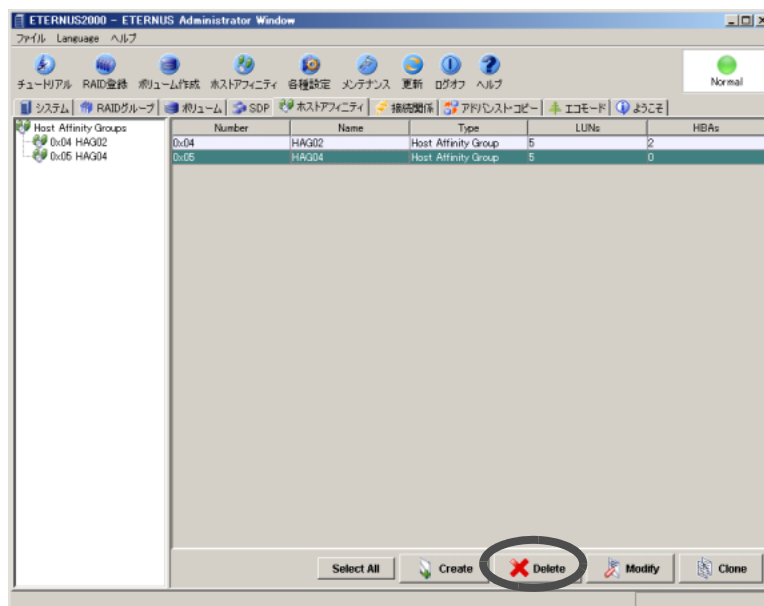 ETERNUS2000 - ETERNUS Administrator Window
ファイル Language ヘルプ
チュートリアル RAID登録 ボリューム作成 ホストアフィニティ 各種設定 メンテナンス 更新 ログオフ ヘルプ
Normal
システム RAIDグループ ボリューム SDP ホストアフィニティ 接続関係 アドバンスト・コピー エコモード ようこそ
Host Affinity Groups
0x04 HAG02
0x05 HAG04
Number Name Type LUNs HBAs
0x04 HAG02 Host Affinity Group 5 2
0x05 HAG04 Host Affinity Group 5 0
Select All Create Delete Modify Clone